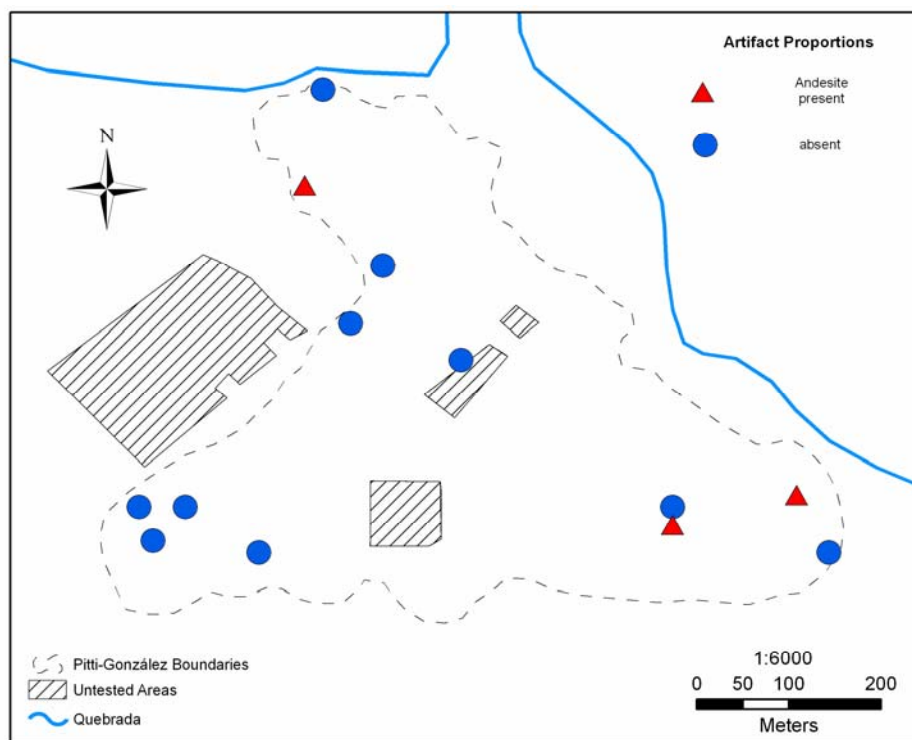 Artifact Proportions
Andesite
present
absent
N
Pitti-González Boundaries
Untested Areas
Quebrada
1:6000
0 50 100 200
Meters